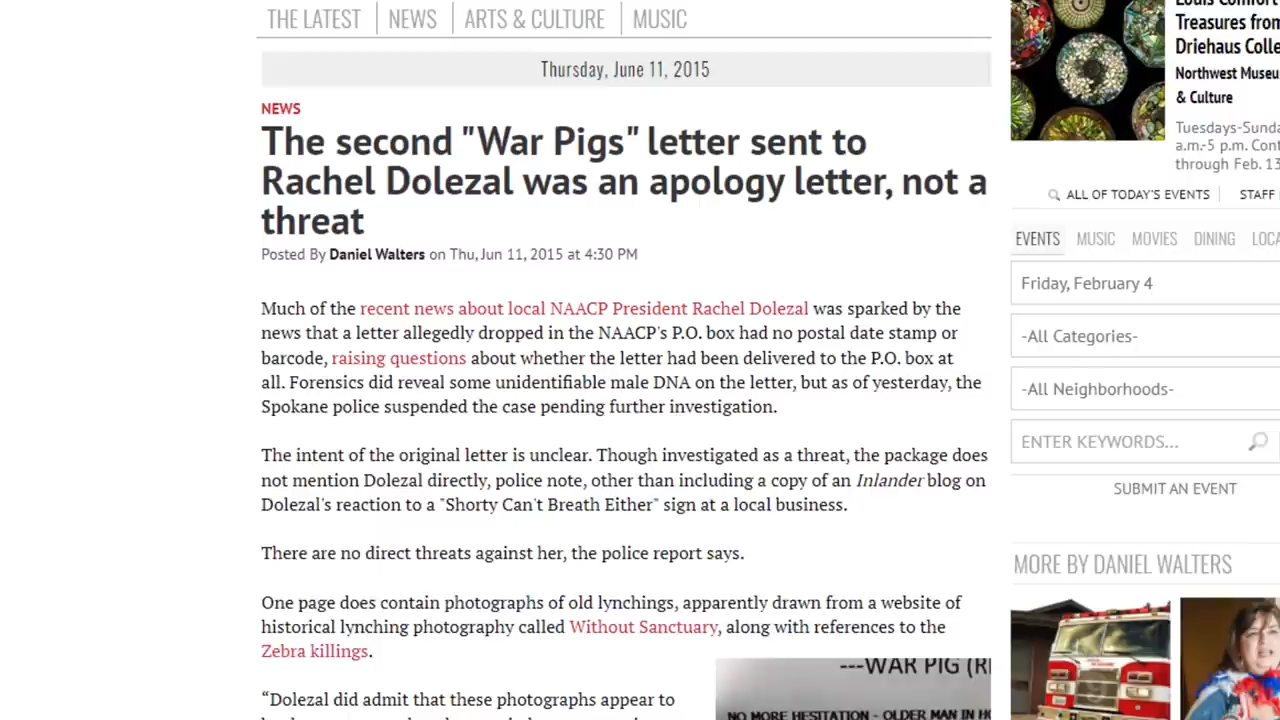 THE LATEST
NEWS
ARTS & CULTURE
MUSIC
Thursday, June 11, 2015
NEWS
The second "War Pigs" letter sent to
Rachel Dolezal was an apology letter, not a
threat
Posted By Daniel Walters on Thu, Jun 11, 2015 at 4:30 PM
Much of the recent news about local NAACP President Rachel Dolezal was sparked by the
news that a letter allegedly dropped in the NAACP's P.O. box had no postal date stamp or
barcode, raising questions about whether the letter had been delivered to the P.O. box at
all. Forensics did reveal some unidentifiable male DNA on the letter, but as of yesterday, the
Spokane police suspended the case pending further investigation.
The intent of the original letter is unclear. Though investigated as a threat, the package does
not mention Dolezal directly, police note, other than including a copy of an Inlander blog on
Dolezal's reaction to a "Shorty Can't Breath Either" sign at a local business.
There are no direct threats against her, the police report says.
One page does contain photographs of old lynchings, apparently drawn from a website of
historical lynching photography called Without Sanctuary, along with references to the
Zebra killings.
“Dolezal did admit that these photographs appear to
---WAR PIG
NO MORE HESITATION - OLDER MAN IN
Treasures from
Driehaus
Northwest
& Culture
a.m.-5 p.m.
through Feb. 13
ALL OF TODAY'S EVENTS
STAFF
EVENTS
MUSIC
MOVIES
DINING
Friday, February 4
-All Categories-
-All Neighborhoods-
ENTER KEYWORDS...
SUBMIT AN EVENT
MORE BY DANIEL WALTERS